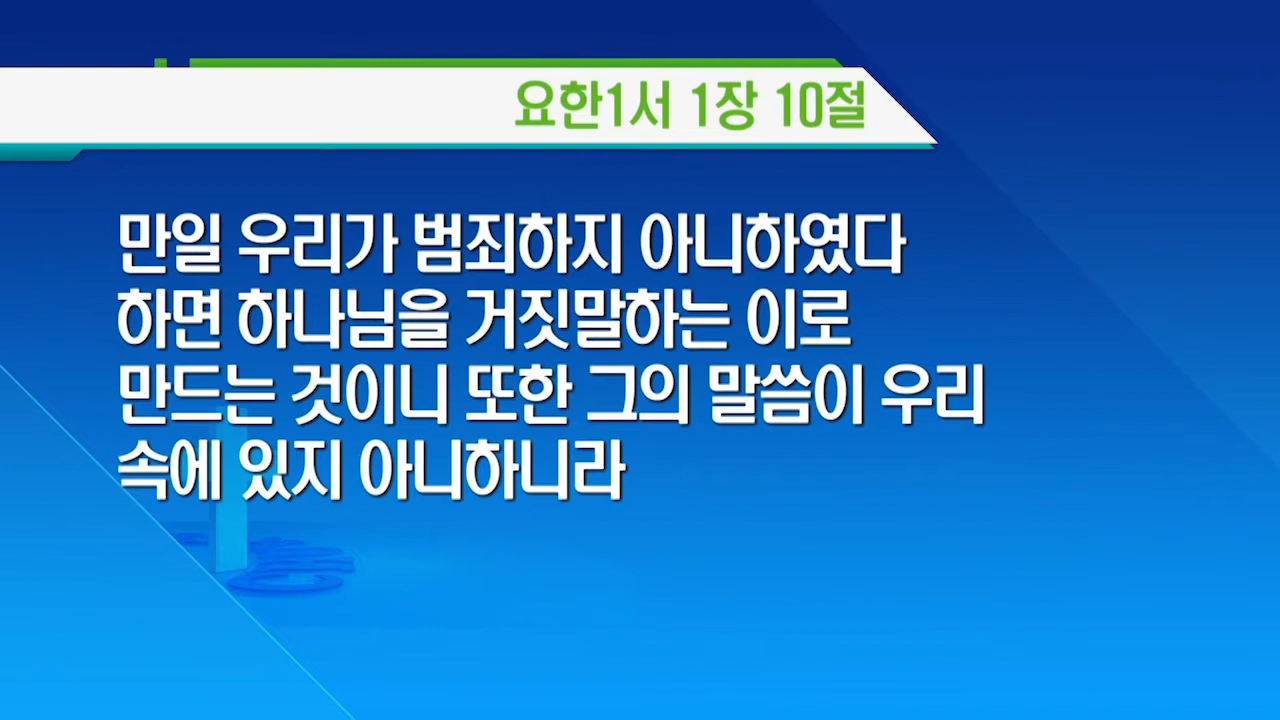 요한1서 1장 10절
만일 우리가 범죄하지 아니하였다
하면 하나님을 거짓말하는 이로
만드는 것이니 또한 그의 말씀이 우리
속에 있지 아니하니라